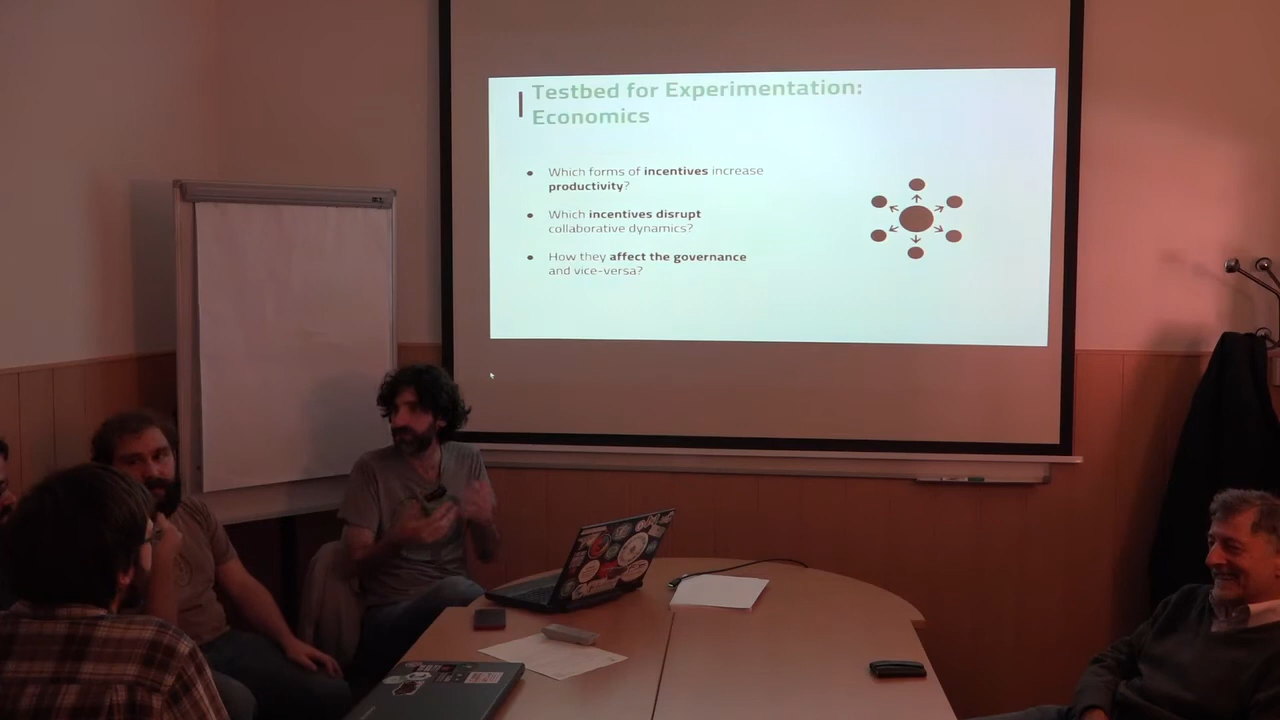 Testbed for Experimentation:
Economics
● Which forms of incentives increase
productivity?
● Which incentives disrupt
collaborative dynamics?
● How they affect the governance
and vice-versa?